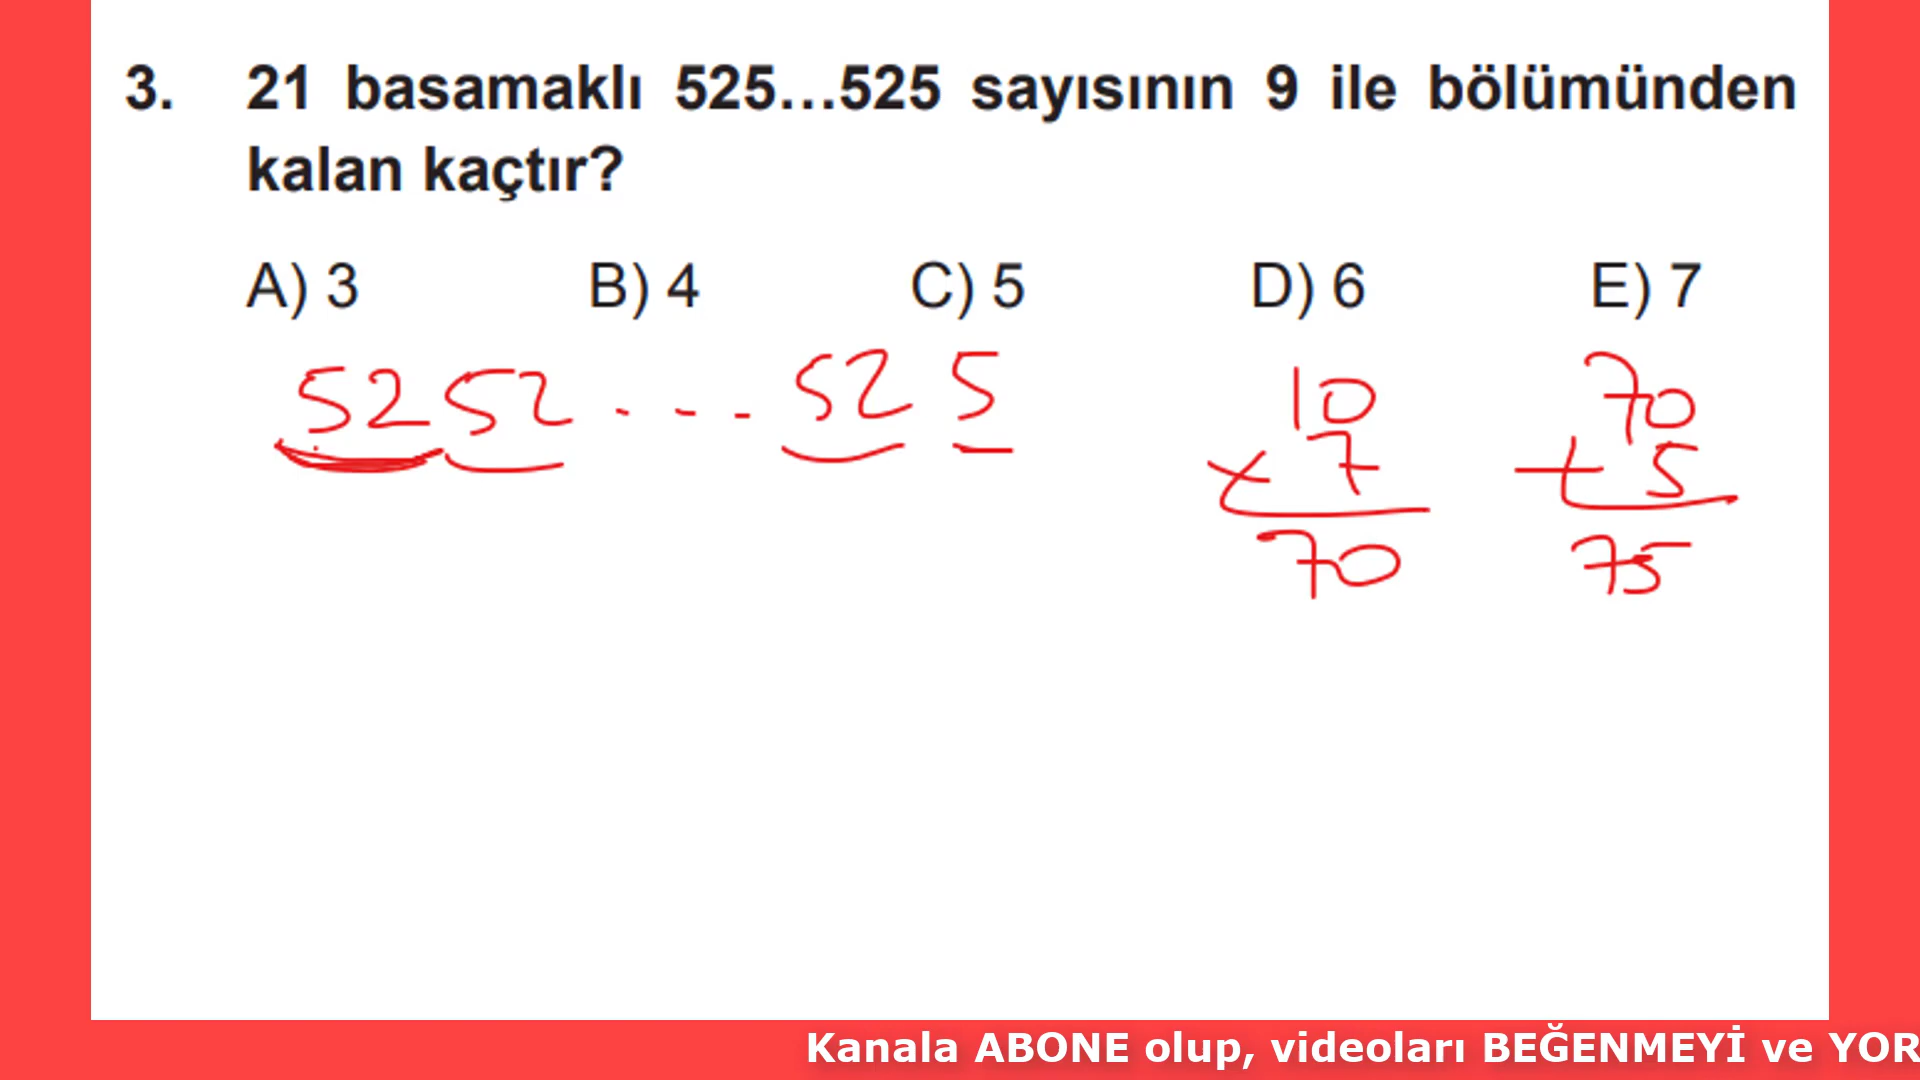 3. 21 basamaklı 525...525 sayısının 9 ile bölümünden
kalan kaçtır?
A) 3 B) 4 C) 5 D) 6 E) 7
5252 . . . 525
10
x 7
70
70
+ 5
75
Kanala ABONE olup, videoları BEĞENMEYİ ve YOR